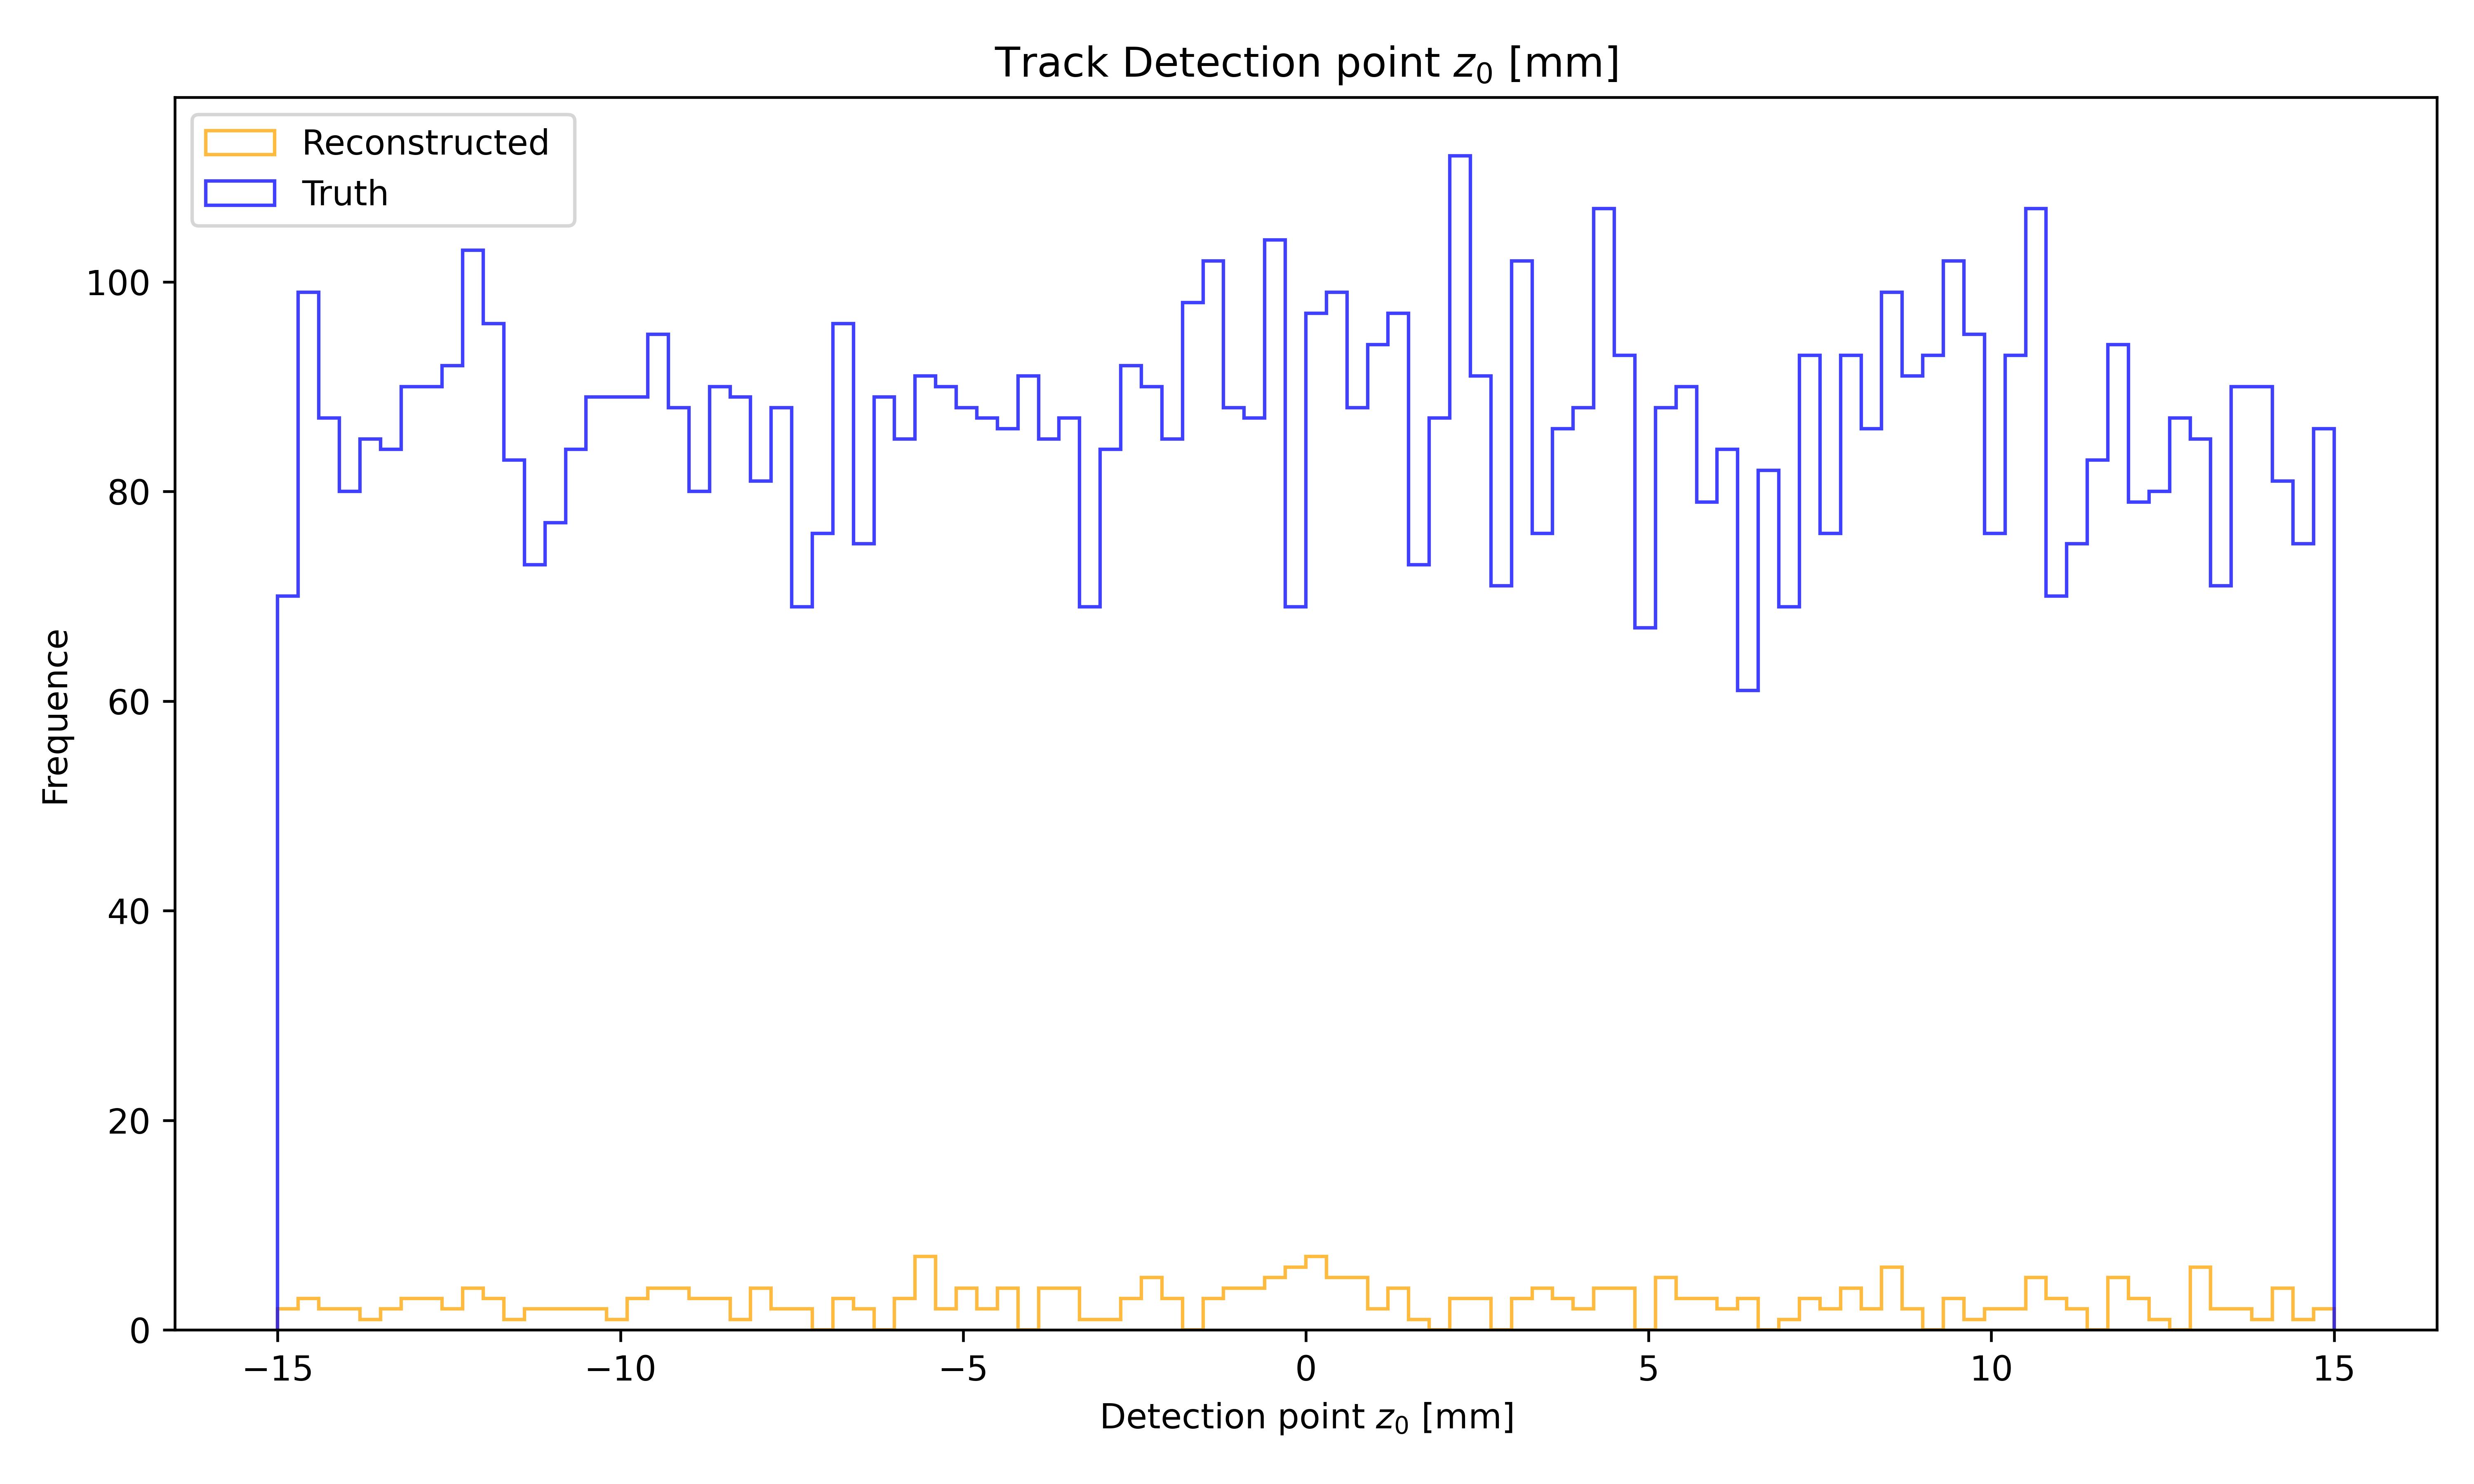 Track Detection point z₀ [mm]
Reconstructed
Truth
Frequence
100
80
60
40
20
0
−15 −10 −5 0 5 10 15
Detection point z₀ [mm]